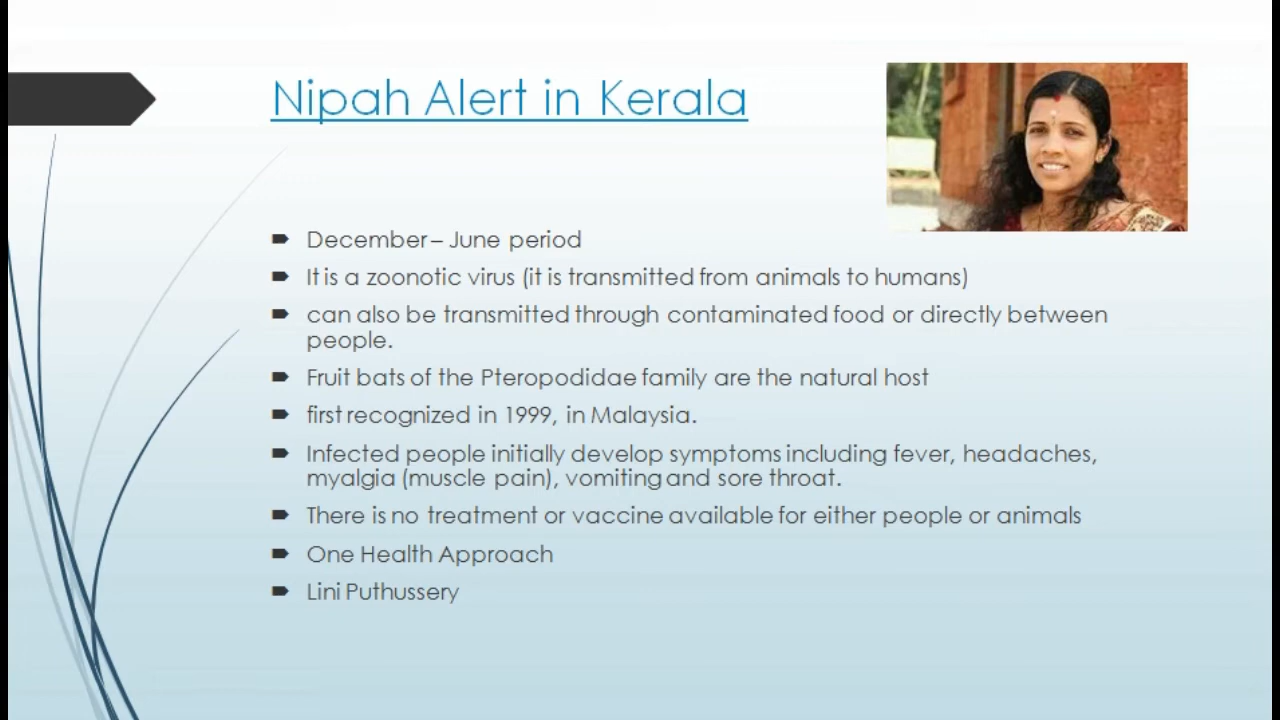 Nipah Alert in Kerala
December – June period
It is a zoonotic virus (it is transmitted from animals to humans)
can also be transmitted through contaminated food or directly between
people.
Fruit bats of the Pteropodidae family are the natural host
first recognized in 1999, in Malaysia.
Infected people initially develop symptoms including fever, headaches,
myalgia (muscle pain), vomiting and sore throat.
There is no treatment or vaccine available for either people or animals
One Health Approach
Lini Puthussery